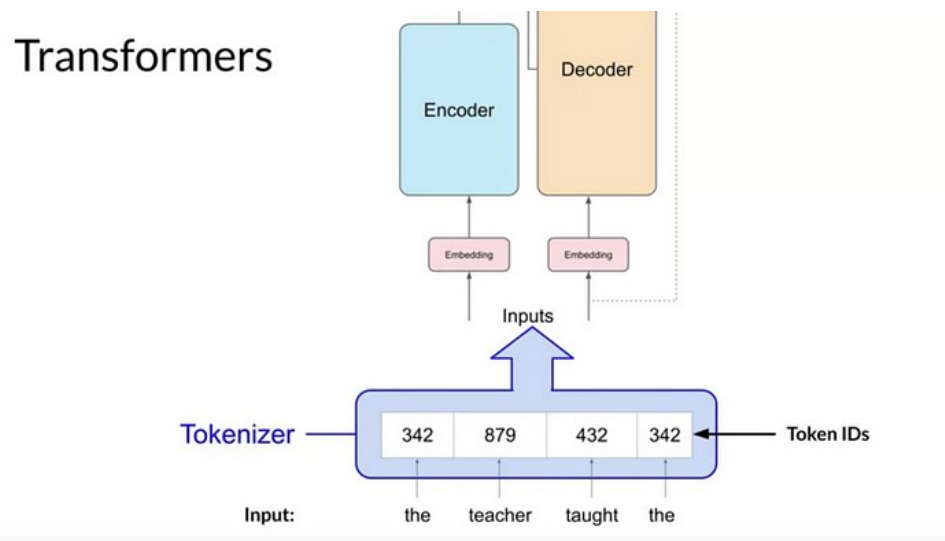 Transformers
Encoder
Decoder
Embedding
Embedding
Inputs
Tokenizer
342 879 432 342
Token IDs
Input: the teacher taught the